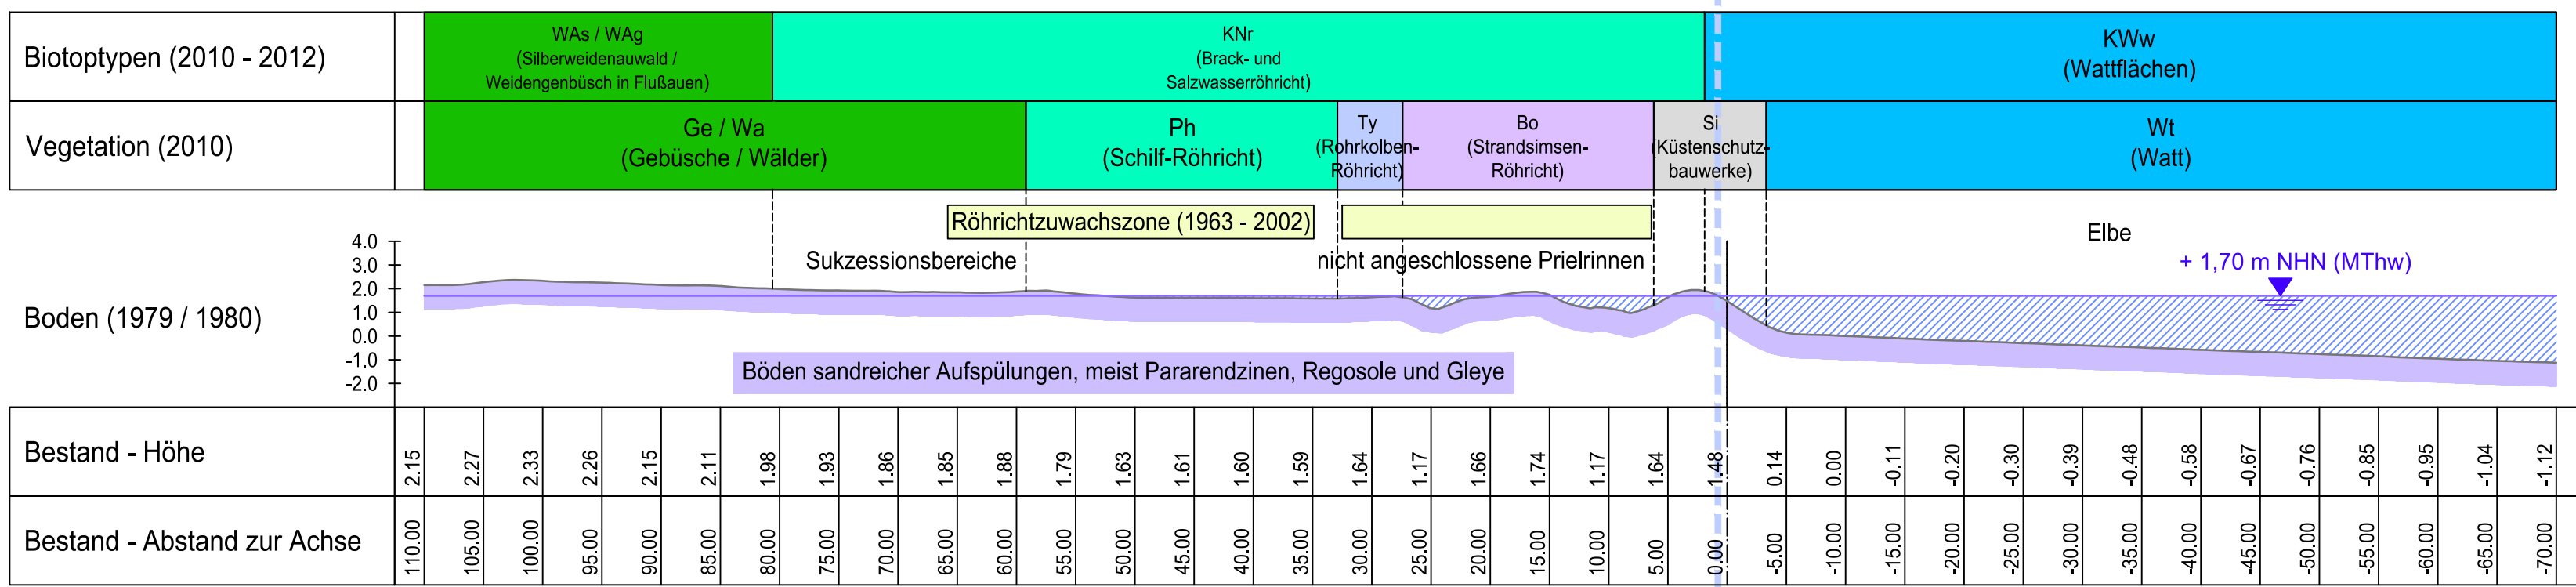 Biotoptypen (2010 - 2012)
WAs / WAg
(Silberweidenauwald /
Weidengenbüsch in Flußauen)
KNr
(Brack- und
Salzwasserröhricht)
KWw
(Wattflächen)
Vegetation (2010)
Ge / Wa
(Gebüsche / Wälder)
Ph
(Schilf-Röhricht)
Ty
(Rohrkolben-
Röhricht)
Bo
(Strandsimsen-
Röhricht)
Si
(Küstenschutz-
bauwerke)
Wt
(Watt)
Röhrichtzuwachszone (1963 - 2002)
Sukzessionsbereiche
nicht angeschlossene Prielrinnen
Elbe
+ 1,70 m NHN (MThw)
Boden (1979 / 1980)
4.0
3.0
2.0
1.0
0.0
-1.0
-2.0
Böden sandreicher Aufspülungen, meist Pararendzinen, Regosole und Gleye
Bestand - Höhe
2.15 2.27 2.33 2.26 2.15 2.11 1.98 1.93 1.86 1.85 1.88 1.79 1.63 1.61 1.60 1.59 1.64 1.17 1.66 1.74 1.17 1.64 1.48 0.14 0.00 -0.11 -0.20 -0.30 -0.39 -0.48 -0.58 -0.67 -0.76 -0.85 -0.95 -1.04 -1.12
Bestand - Abstand zur Achse
110.00 105.00 100.00 95.00 90.00 85.00 80.00 75.00 70.00 65.00 60.00 55.00 50.00 45.00 40.00 35.00 30.00 25.00 20.00 15.00 10.00 5.00 0.00 -5.00 -10.00 -15.00 -20.00 -25.00 -30.00 -35.00 -40.00 -45.00 -50.00 -55.00 -60.00 -65.00 -70.00